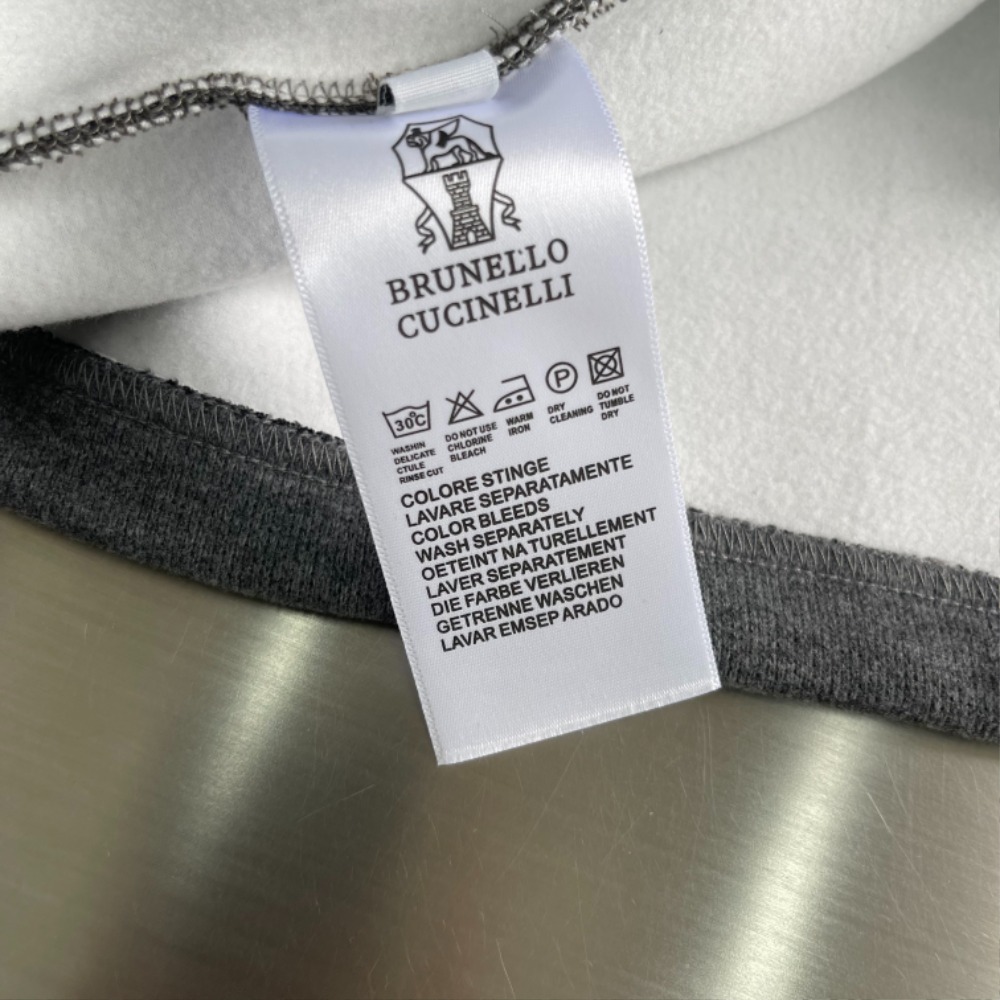 BRUNELLO
CUCINELLI
30°C
P
WASHIN
DELICATE
CTULE
RINSE CUT
DO NOT USE
CHLORINE
BLEACH
WARM
IRON
DRY
CLEANING
DO NOT
TUMBLE
DRY
COLORE STINGE
LAVARE SEPARATAMENTE
COLOR BLEEDS
WASH SEPARATELY
OETEINT NATURELLEMENT
LAVER SEPARATEMENT
DIE FARBE VERLIEREN
GETRENNE WASCHEN
LAVAR EMSEP ARADO